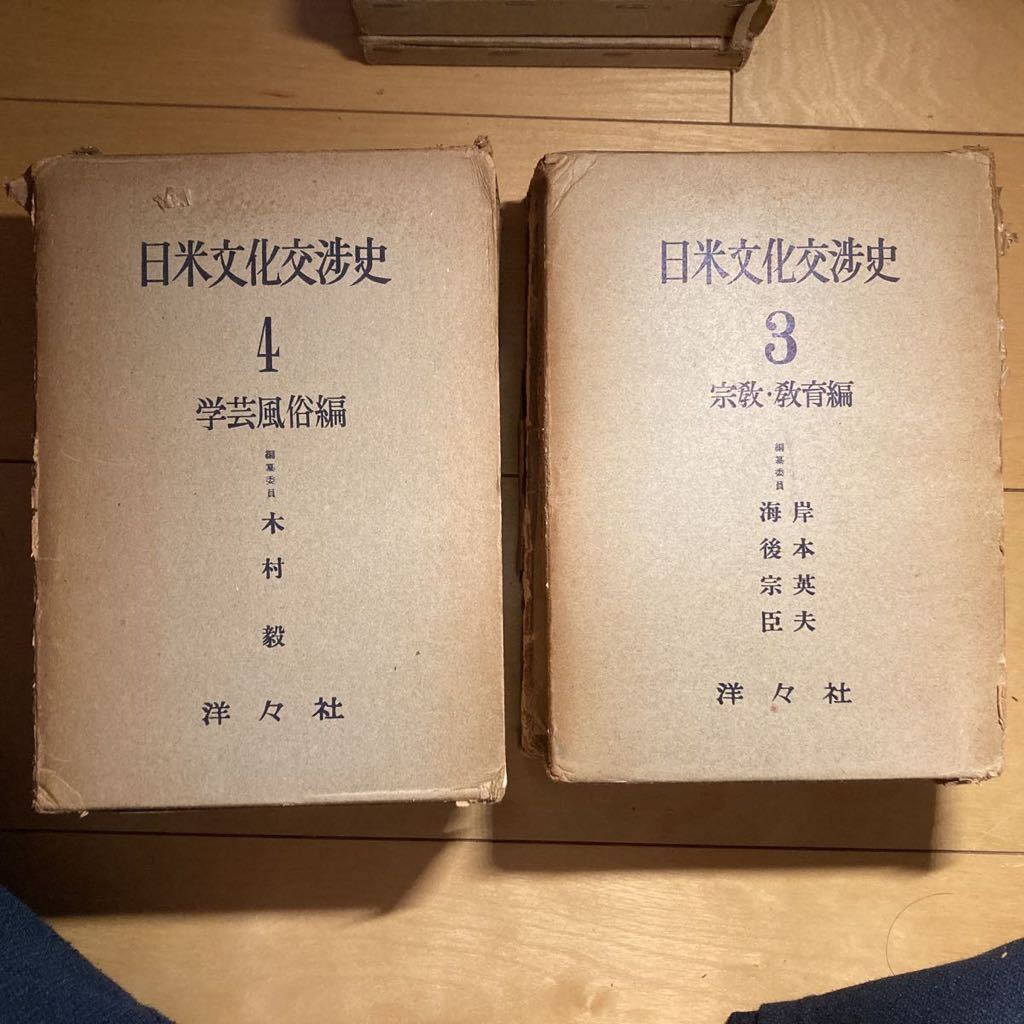 日米文化交渉史
4
学芸風俗編
編纂委員
木村毅
洋々社
日米文化交渉史
3
宗教・教育編
編纂委員
岸本英夫
海後宗臣
洋々社